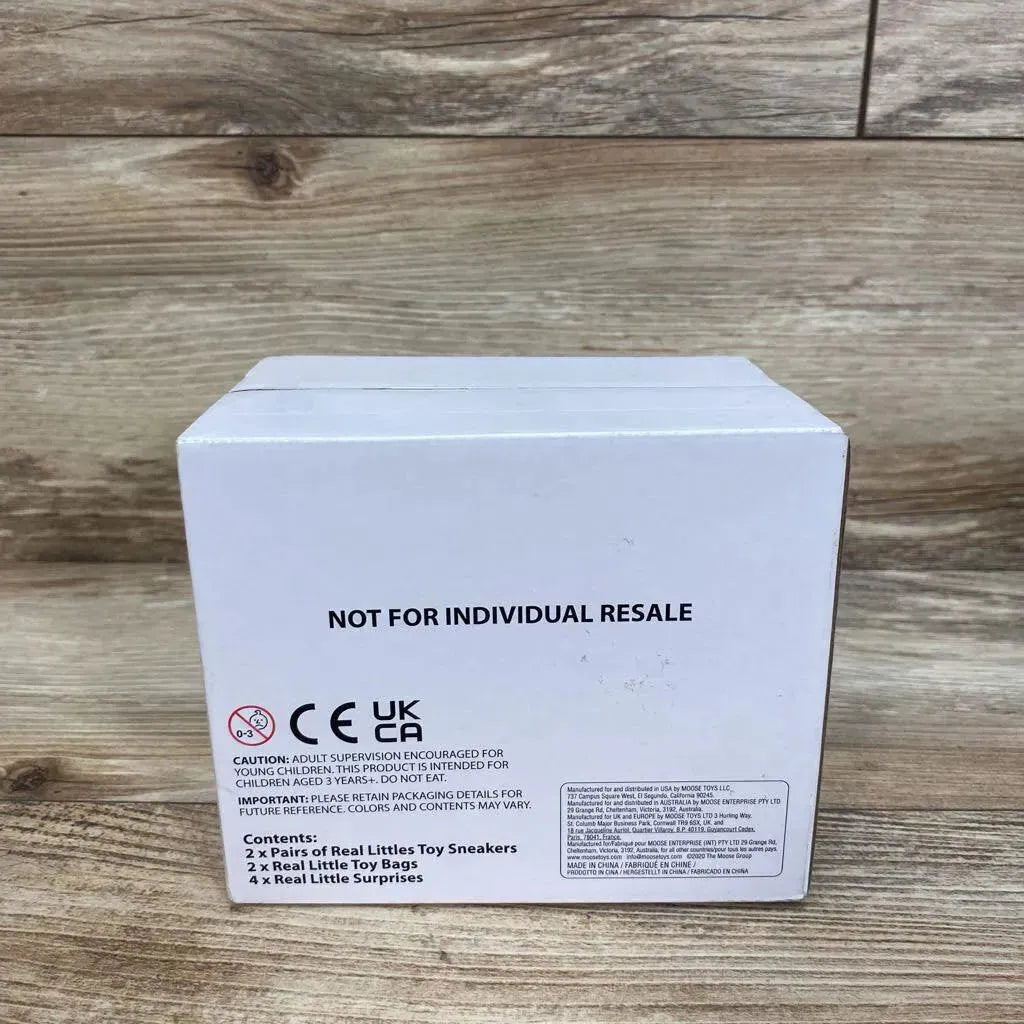 NOT FOR INDIVIDUAL RESALE
0-3
CE UK
CA
CAUTION: ADULT SUPERVISION ENCOURAGED FOR
YOUNG CHILDREN. THIS PRODUCT IS INTENDED FOR
CHILDREN AGED 3 YEARS+. DO NOT EAT.
IMPORTANT: PLEASE RETAIN PACKAGING DETAILS FOR
FUTURE REFERENCE. COLORS AND CONTENTS MAY VARY.
Contents:
2 x Pairs of Real Littles Toy Sneakers
2 x Real Little Toy Bags
4 x Real Little Surprises
Manufactured for and distributed in USA by MOOSE TOYS LLC
737 Campus Square West, El Segundo, California 90245.
Manufactured for and distributed in AUSTRALIA by MOOSE ENTERPRISE PTY LTD
29 Grange Rd, Cheltenham, Victoria, 3192, Australia.
Manufactured for UK and EUROPE by MOOSE TOYS LTD 3 Hurling Way,
St. Columb Major Business Park, Cornwall TR9 6SX, UK. and
18 rue Jacqueline Auriol, Quartier Villaroy, B.P. 40119, Guyancourt Cedex,
Paris, 78041, France.
Manufactured for/Fabriqué pour MOOSE ENTERPRISE (INT) PTY LTD 29 Grange Rd,
Cheltenham, Victoria, 3192, Australia, for all other countries/pour tous les autres pays.
www.moosetoys.com info@moosetoys.com ©2020 The Moose Group
MADE IN CHINA / FABRIQUÉ EN CHINE /
PRODOTTO IN CINA / HERGESTELLT IN CHINA / FABRICADO EN CHINA